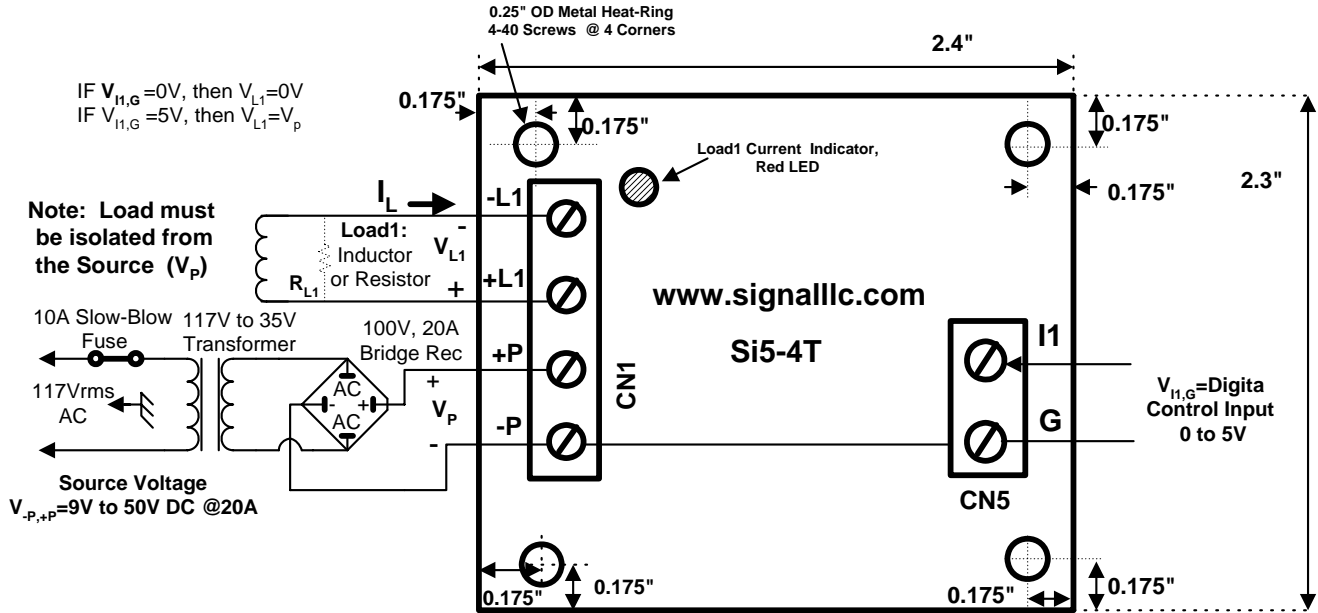 0.25" OD Metal Heat-Ring
4-40 Screws @ 4 Corners
2.4"
IF V_I1,G =0V, then V_L1=0V
IF V_I1,G =5V, then V_L1=V_p
0.175"
0.175"
0.175"
Load1 Current Indicator,
Red LED
0.175"
2.3"
Note: Load must
be isolated from
the Source (V_P)
I_L
-L1
-
Load1:
Inductor
or Resistor
V_L1
R_L1
+
+L1
www.signalllc.com
Si5-4T
10A Slow-Blow
Fuse
117V to 35V
Transformer
100V, 20A
Bridge Rec
+P
+
V_P
-
-P
AC
- +
AC
117Vrms
AC
CN1
I1
G
V_I1,G=Digita
Control Input
0 to 5V
CN5
Source Voltage
V_-P,+P=9V to 50V DC @20A
0.175"
0.175"
0.175"
0.175"